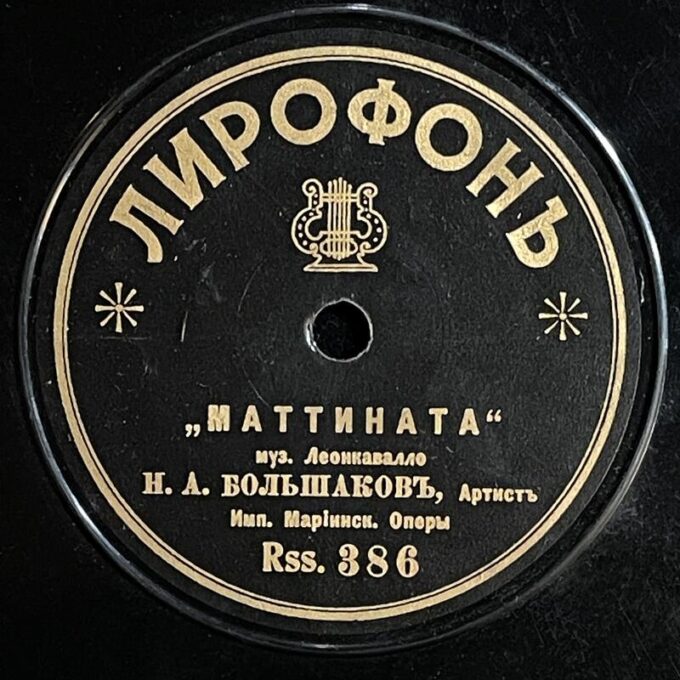 ЛИРОФОНЪ
„МАТТИНАТА“
муз. Леонкавалло
Н. А. БОЛЬШАКОВЪ, Артистъ
Имп. Маріинск. Оперы
Rss. 386